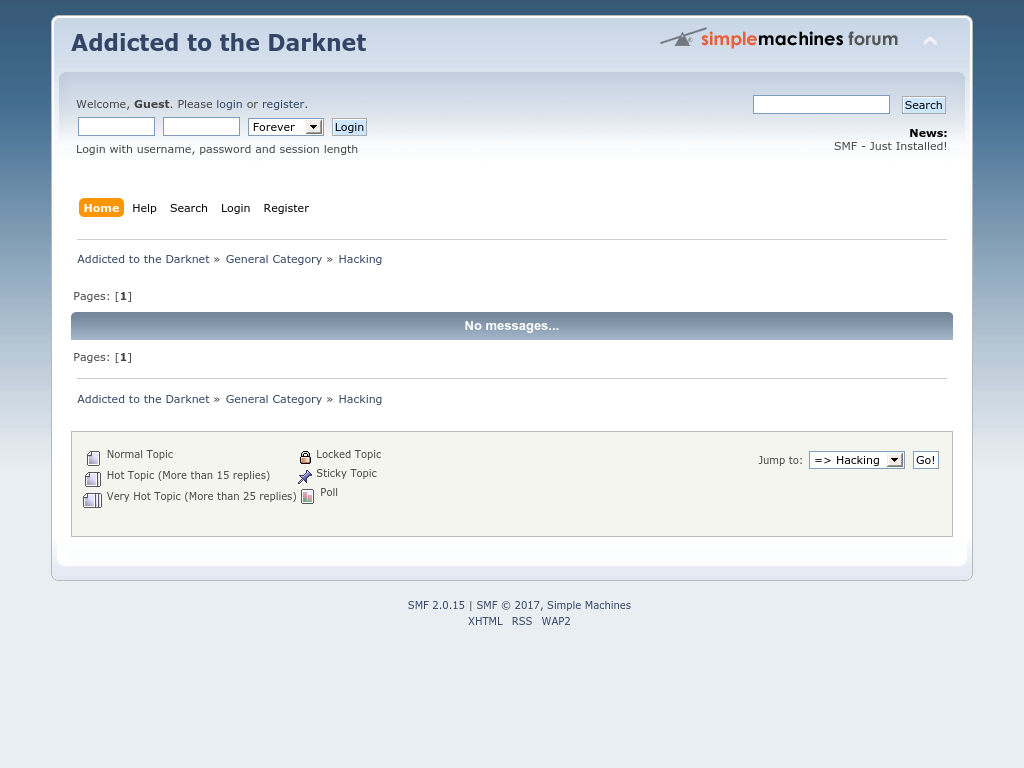 Addicted to the Darknet
simplemachines forum
Welcome, Guest. Please login or register.
Search
Forever
Login
News:
Login with username, password and session length
SMF - Just Installed!
Home Help Search Login Register
Addicted to the Darknet » General Category » Hacking
Pages: [1]
No messages...
Pages: [1]
Addicted to the Darknet » General Category » Hacking
Normal Topic
Hot Topic (More than 15 replies)
Very Hot Topic (More than 25 replies)
Locked Topic
Sticky Topic
Poll
Jump to: => Hacking Go!
SMF 2.0.15 | SMF © 2017, Simple Machines
XHTML RSS WAP2